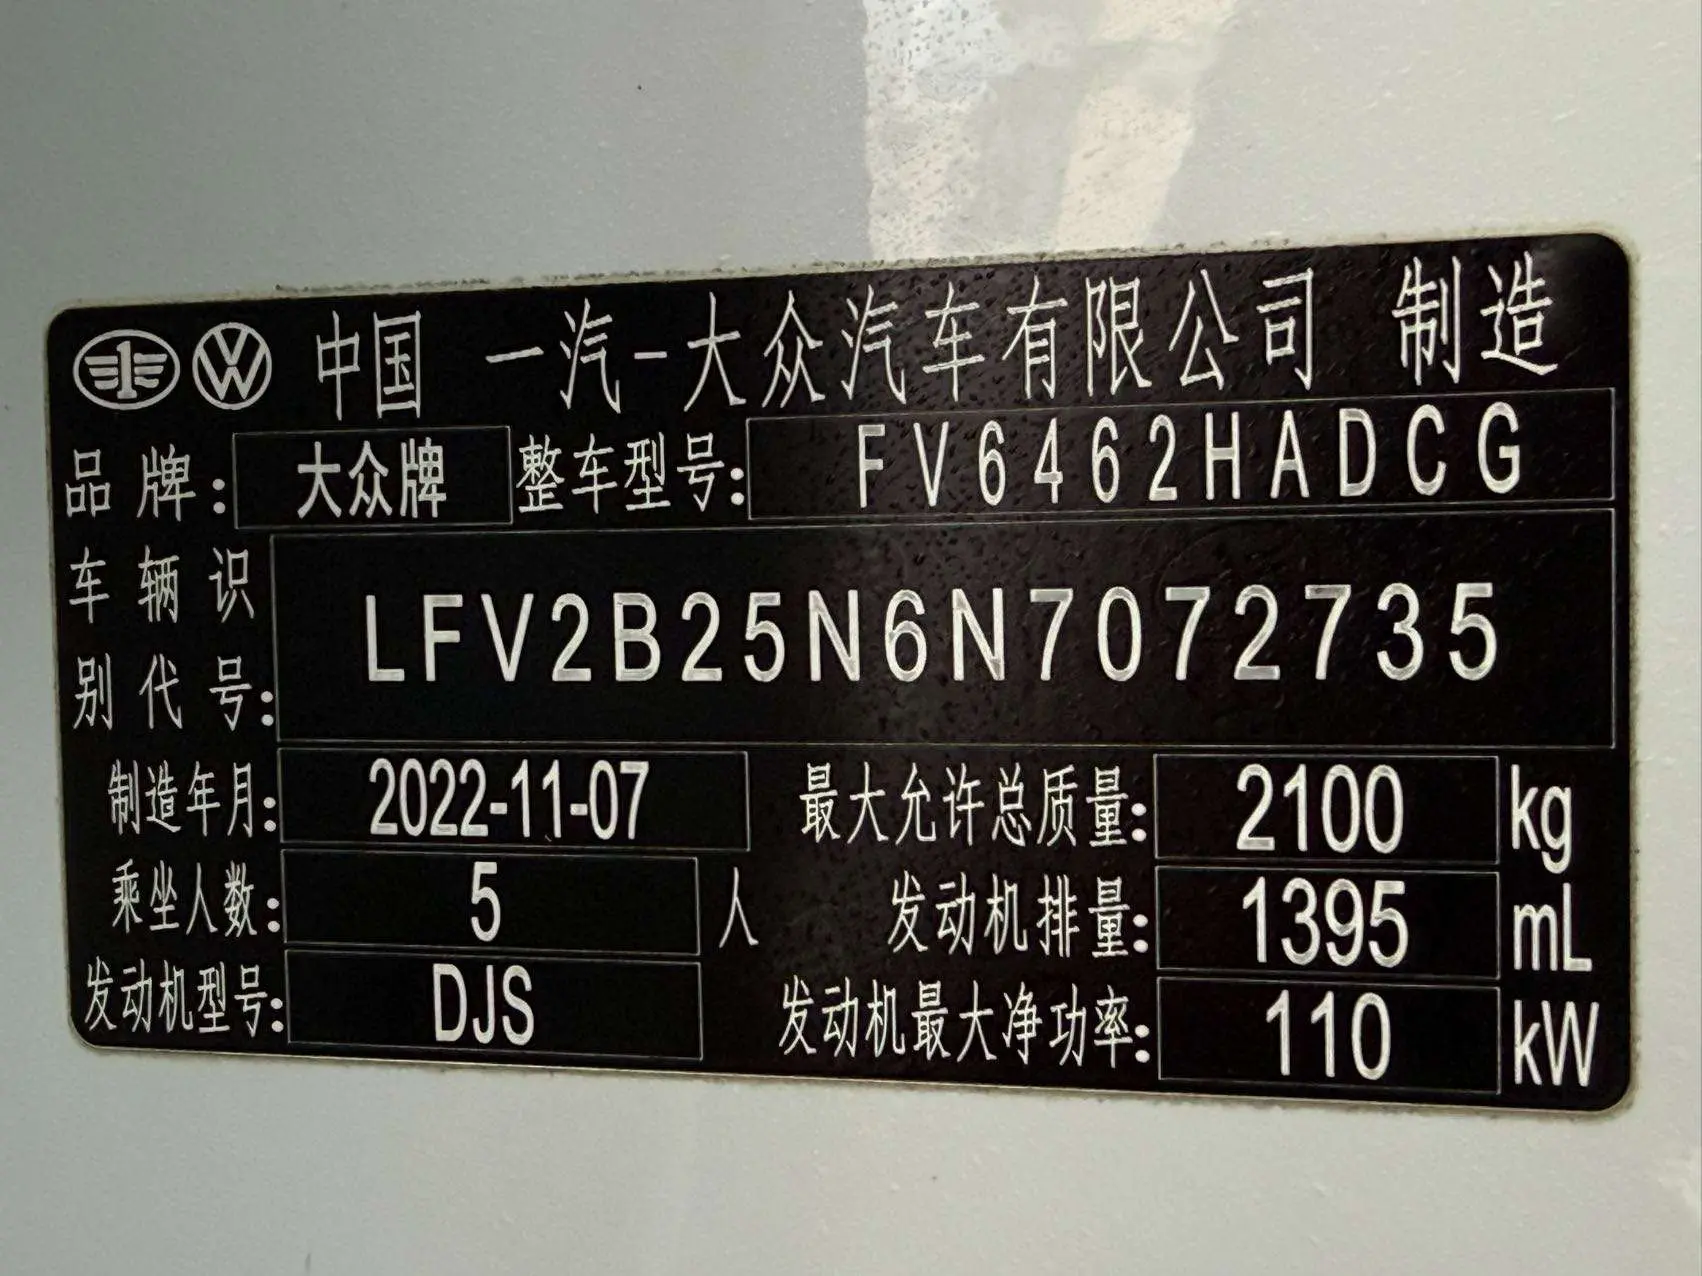 中国 一汽-大众汽车有限公司 制造
品牌: 大众牌 整车型号: FV6462HADCG
车辆识别代号: LFV2B25N6N7072735
制造年月: 2022-11-07 最大允许总质量: 2100 kg
乘坐人数: 5 人 发动机排量: 1395 mL
发动机型号: DJS 发动机最大净功率: 110 kW